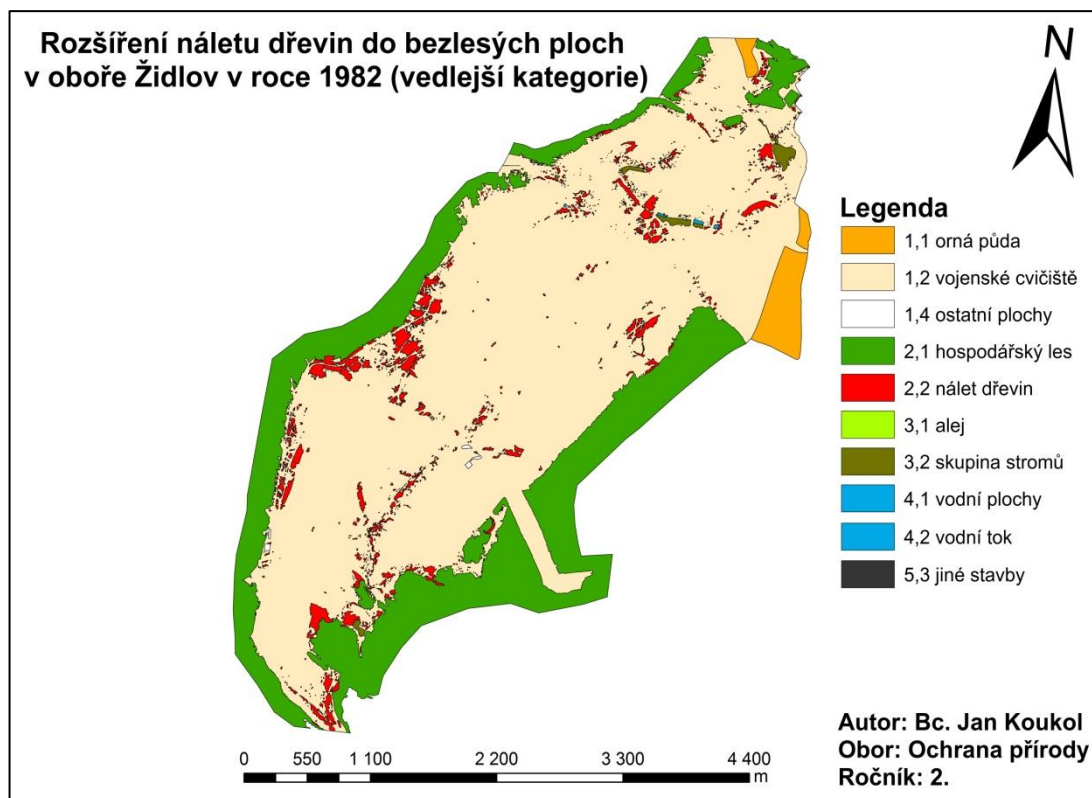 Rozšíření náletu dřevin do bezlesých ploch
v oboře Židlov v roce 1982 (vedlejší kategorie)
N
Legenda
1,1 orná půda
1,2 vojenské cvičiště
1,4 ostatní plochy
2,1 hospodářský les
2,2 nálet dřevin
3,1 alej
3,2 skupina stromů
4,1 vodní plochy
4,2 vodní tok
5,3 jiné stavby
Autor: Bc. Jan Koukol
Obor: Ochrana přírody
Ročník: 2.
0 550 1 100 2 200 3 300 4 400
m